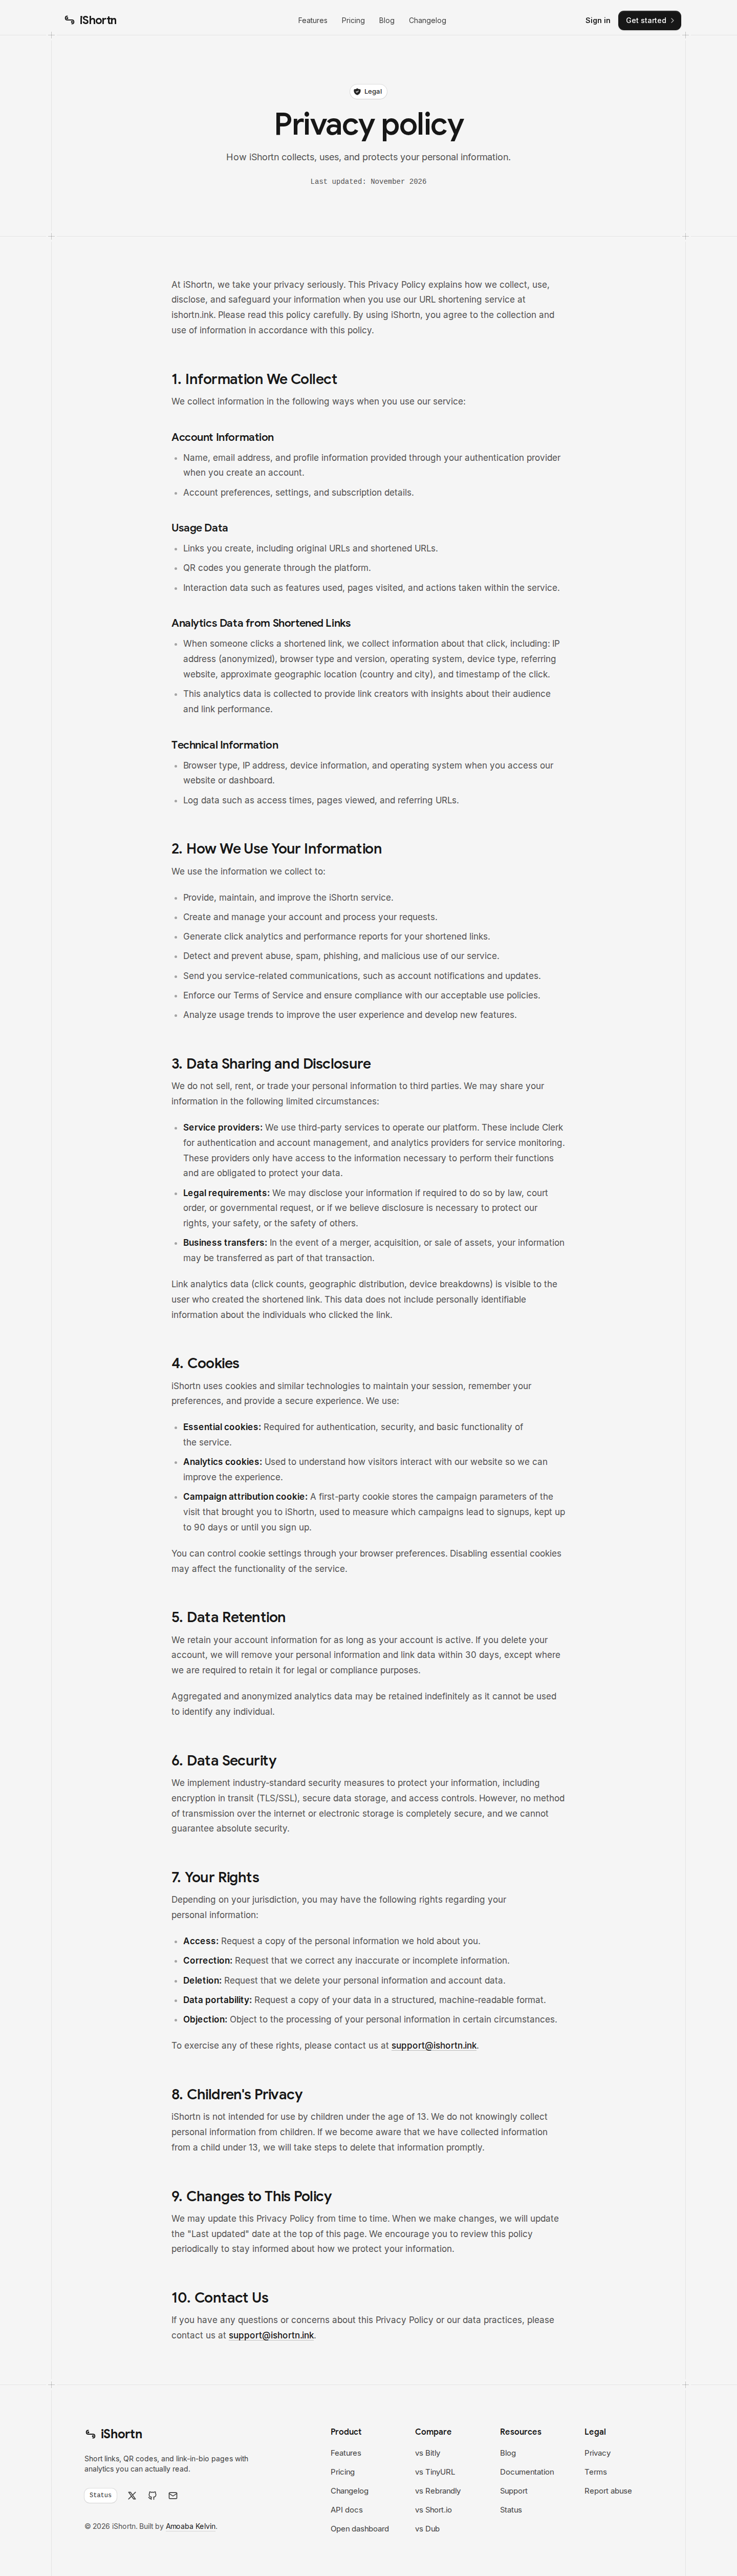 iShortn
Features
Pricing
Blog
Changelog
Sign in
Get started
Legal
Privacy policy
How iShortn collects, uses, and protects your personal information.
Last updated: November 2026
At iShortn, we take your privacy seriously. This Privacy Policy explains how we collect, use,
disclose, and safeguard your information when you use our URL shortening service at
ishortn.ink. Please read this policy carefully. By using iShortn, you agree to the collection and
use of information in accordance with this policy.
1. Information We Collect
We collect information in the following ways when you use our service:
Account Information
• Name, email address, and profile information provided through your authentication provider
when you create an account.
• Account preferences, settings, and subscription details.
Usage Data
• Links you create, including original URLs and shortened URLs.
• QR codes you generate through the platform.
• Interaction data such as features used, pages visited, and actions taken within the service.
Analytics Data from Shortened Links
• When someone clicks a shortened link, we collect information about that click, including: IP
address (anonymized), browser type and version, operating system, device type, referring
website, approximate geographic location (country and city), and timestamp of the click.
• This analytics data is collected to provide link creators with insights about their audience
and link performance.
Technical Information
• Browser type, IP address, device information, and operating system when you access our
website or dashboard.
• Log data such as access times, pages viewed, and referring URLs.
2. How We Use Your Information
We use the information we collect to:
• Provide, maintain, and improve the iShortn service.
• Create and manage your account and process your requests.
• Generate click analytics and performance reports for your shortened links.
• Detect and prevent abuse, spam, phishing, and malicious use of our service.
• Send you service-related communications, such as account notifications and updates.
• Enforce our Terms of Service and ensure compliance with our acceptable use policies.
• Analyze usage trends to improve the user experience and develop new features.
3. Data Sharing and Disclosure
We do not sell, rent, or trade your personal information to third parties. We may share your
information in the following limited circumstances:
• Service providers: We use third-party services to operate our platform. These include Clerk
for authentication and account management, and analytics providers for service monitoring.
These providers only have access to the information necessary to perform their functions
and are obligated to protect your data.
• Legal requirements: We may disclose your information if required to do so by law, court
order, or governmental request, or if we believe disclosure is necessary to protect our
rights, your safety, or the safety of others.
• Business transfers: In the event of a merger, acquisition, or sale of assets, your information
may be transferred as part of that transaction.
Link analytics data (click counts, geographic distribution, device breakdowns) is visible to the
user who created the shortened link. This data does not include personally identifiable
information about the individuals who clicked the link.
4. Cookies
iShortn uses cookies and similar technologies to maintain your session, remember your
preferences, and provide a secure experience. We use:
• Essential cookies: Required for authentication, security, and basic functionality of
the service.
• Analytics cookies: Used to understand how visitors interact with our website so we can
improve the experience.
• Campaign attribution cookie: A first-party cookie stores the campaign parameters of the
visit that brought you to iShortn, used to measure which campaigns lead to signups, kept up
to 90 days or until you sign up.
You can control cookie settings through your browser preferences. Disabling essential cookies
may affect the functionality of the service.
5. Data Retention
We retain your account information for as long as your account is active. If you delete your
account, we will remove your personal information and link data within 30 days, except where
we are required to retain it for legal or compliance purposes.
Aggregated and anonymized analytics data may be retained indefinitely as it cannot be used
to identify any individual.
6. Data Security
We implement industry-standard security measures to protect your information, including
encryption in transit (TLS/SSL), secure data storage, and access controls. However, no method
of transmission over the internet or electronic storage is completely secure, and we cannot
guarantee absolute security.
7. Your Rights
Depending on your jurisdiction, you may have the following rights regarding your
personal information:
• Access: Request a copy of the personal information we hold about you.
• Correction: Request that we correct any inaccurate or incomplete information.
• Deletion: Request that we delete your personal information and account data.
• Data portability: Request a copy of your data in a structured, machine-readable format.
• Objection: Object to the processing of your personal information in certain circumstances.
To exercise any of these rights, please contact us at support@ishortn.ink.
8. Children's Privacy
iShortn is not intended for use by children under the age of 13. We do not knowingly collect
personal information from children. If we become aware that we have collected information
from a child under 13, we will take steps to delete that information promptly.
9. Changes to This Policy
We may update this Privacy Policy from time to time. When we make changes, we will update
the "Last updated" date at the top of this page. We encourage you to review this policy
periodically to stay informed about how we protect your information.
10. Contact Us
If you have any questions or concerns about this Privacy Policy or our data practices, please
contact us at support@ishortn.ink.
iShortn
Short links, QR codes, and link-in-bio pages with
analytics you can actually read.
Status
© 2026 iShortn. Built by Amoaba Kelvin.
Product
Features
Pricing
Changelog
API docs
Open dashboard
Compare
vs Bitly
vs TinyURL
vs Rebrandly
vs Short.io
vs Dub
Resources
Blog
Documentation
Support
Status
Legal
Privacy
Terms
Report abuse